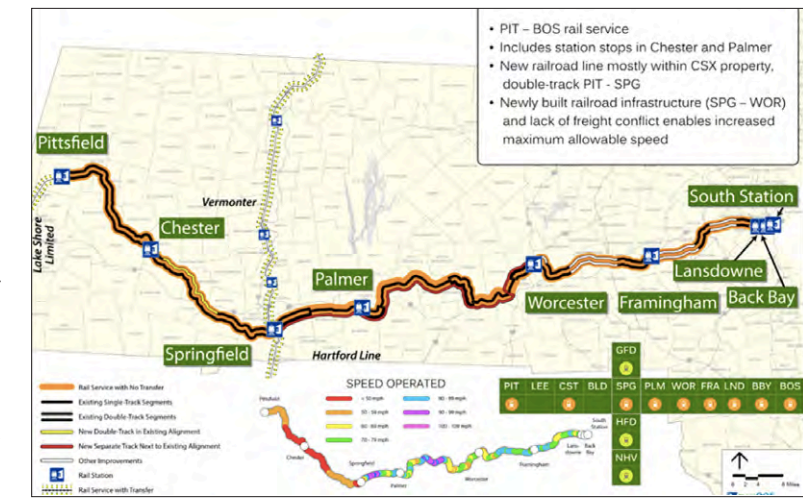 • PIT – BOS rail service
• Includes station stops in Chester and Palmer
• New railroad line mostly within CSX property,
double-track PIT - SPG
• Newly built railroad infrastructure (SPG – WOR)
and lack of freight conflict enables increased
maximum allowable speed
Pittsfield
Lake Shore
Limited
Vermonter
Chester
Springfield
Palmer
Hartford Line
Worcester
Framingham
South Station
Lansdowne
Back Bay
Rail Service with No Transfer
Existing Single-Track Segments
Existing Double-Track Segments
New Double-Track in Existing Alignment
New Separate Track Next to Existing Alignment
Other Improvements
Rail Station
Rail Service with Transfer
SPEED OPERATED
< 50 mph
50 - 59 mph
60 - 69 mph
70 - 79 mph
80 - 89 mph
90 - 99 mph
100 - 109 mph
Pittsfield
Chester
Springfield
Palmer
Worcester
Framingham
Lans-
downe
Back
Bay
South
Station
GFD
PIT LEE CST BLD SPG PLM WOR FRA LND BBY BOS
HFD
NHV
0 2 4 8 Miles